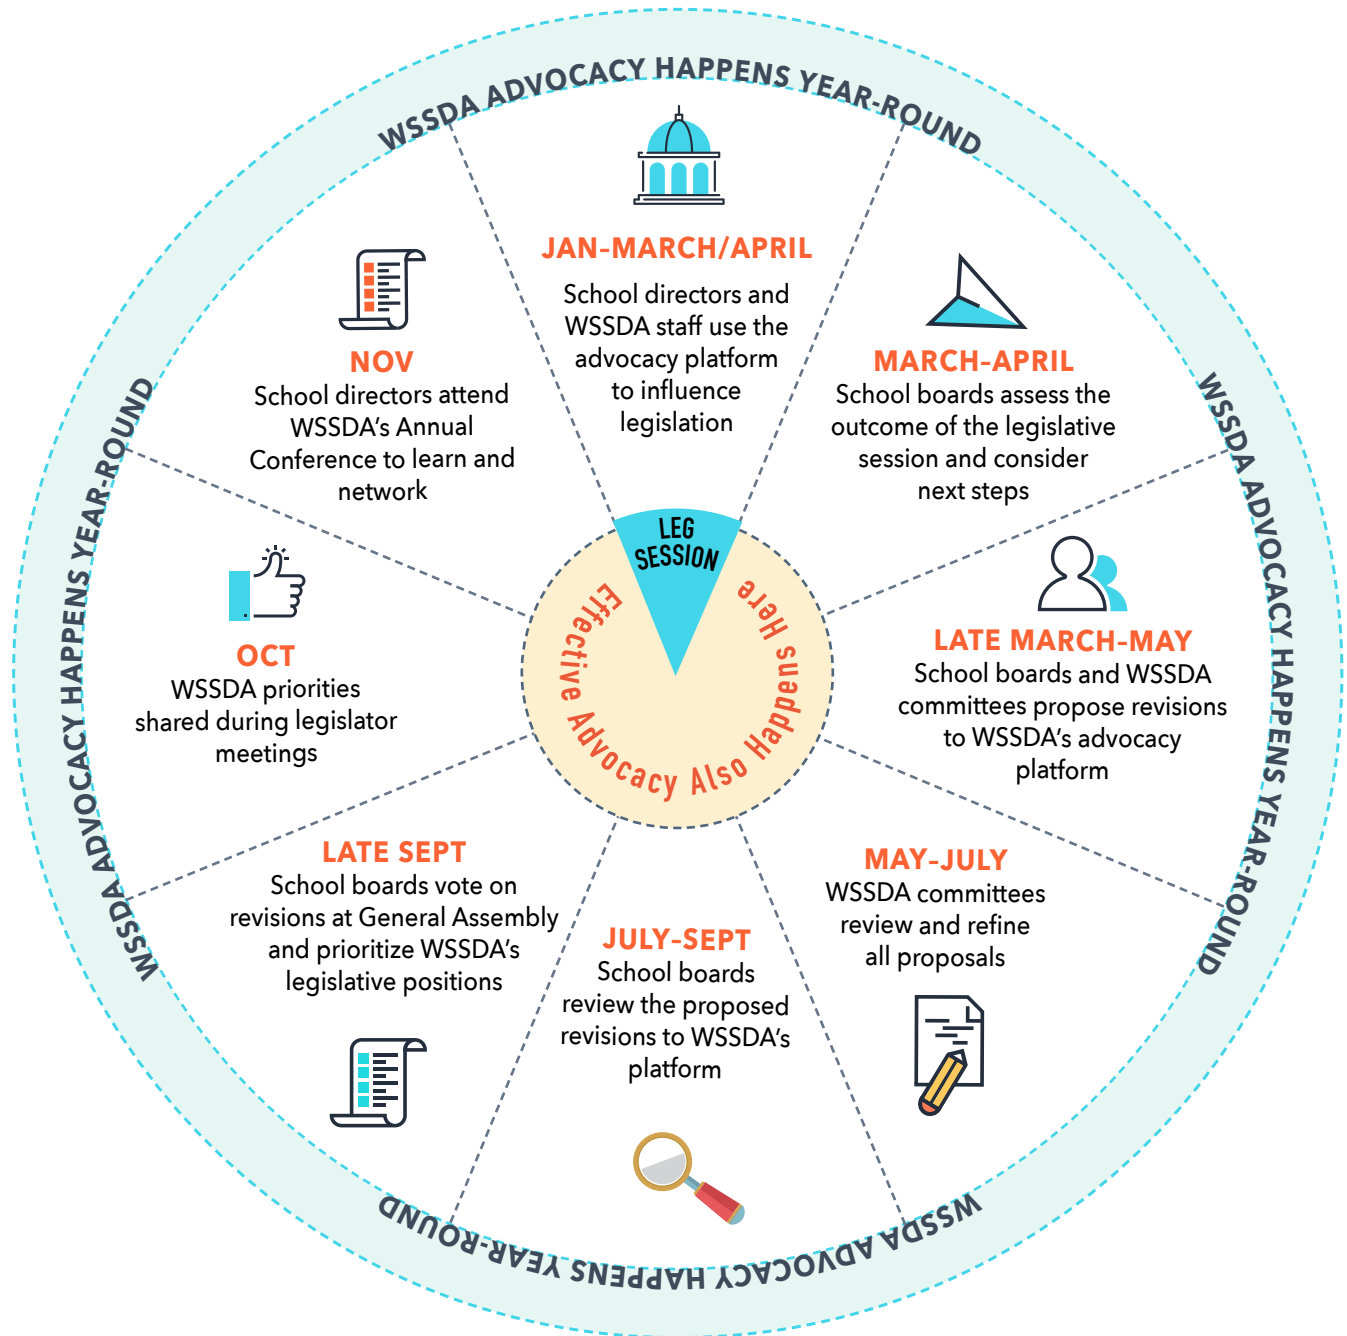 WSSDA ADVOCACY HAPPENS YEAR-ROUND
JAN-MARCH/APRIL
School directors and
WSSDA staff use the
advocacy platform
to influence
legislation
MARCH-APRIL
School boards assess the
outcome of the legislative
session and consider
next steps
WSSDA ADVOCACY HAPPENS YEAR-ROUND
LATE MARCH-MAY
School boards and WSSDA
committees propose revisions
to WSSDA's advocacy
platform
MAY-JULY
WSSDA committees
review and refine
all proposals
WSSDA ADVOCACY HAPPENS YEAR-ROUND
JULY-SEPT
School boards
review the proposed
revisions to WSSDA's
platform
LATE SEPT
School boards vote on
revisions at General Assembly
and prioritize WSSDA's
legislative positions
WSSDA ADVOCACY HAPPENS YEAR-ROUND
OCT
WSSDA priorities
shared during legislator
meetings
NOV
School directors attend
WSSDA's Annual
Conference to learn and
network
LEG
SESSION
Effective Advocacy Also Happens Here